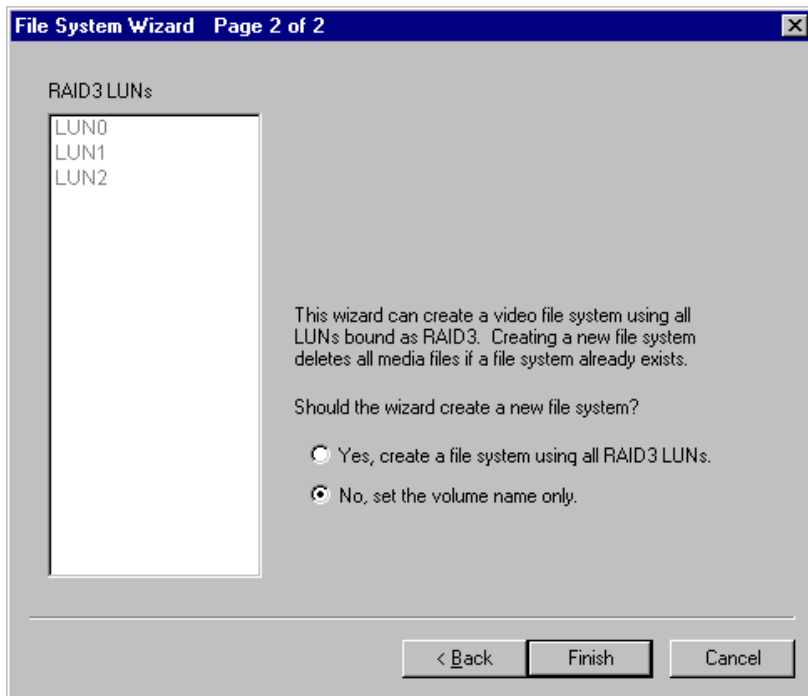 File System Wizard Page 2 of 2
RAID3 LUNs
LUN0
LUN1
LUN2
This wizard can create a video file system using all
LUNs bound as RAID3. Creating a new file system
deletes all media files if a file system already exists.
Should the wizard create a new file system?
Yes, create a file system using all RAID3 LUNs.
No, set the volume name only.
< Back
Finish
Cancel